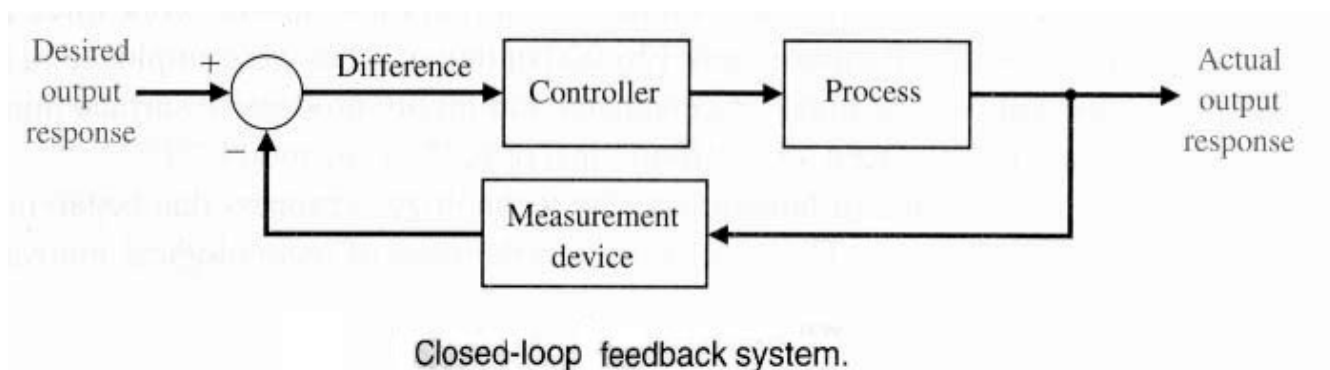 Desired
output
response
+
−
Difference
Controller
Process
Actual
output
response
Measurement
device
Closed-loop feedback system.